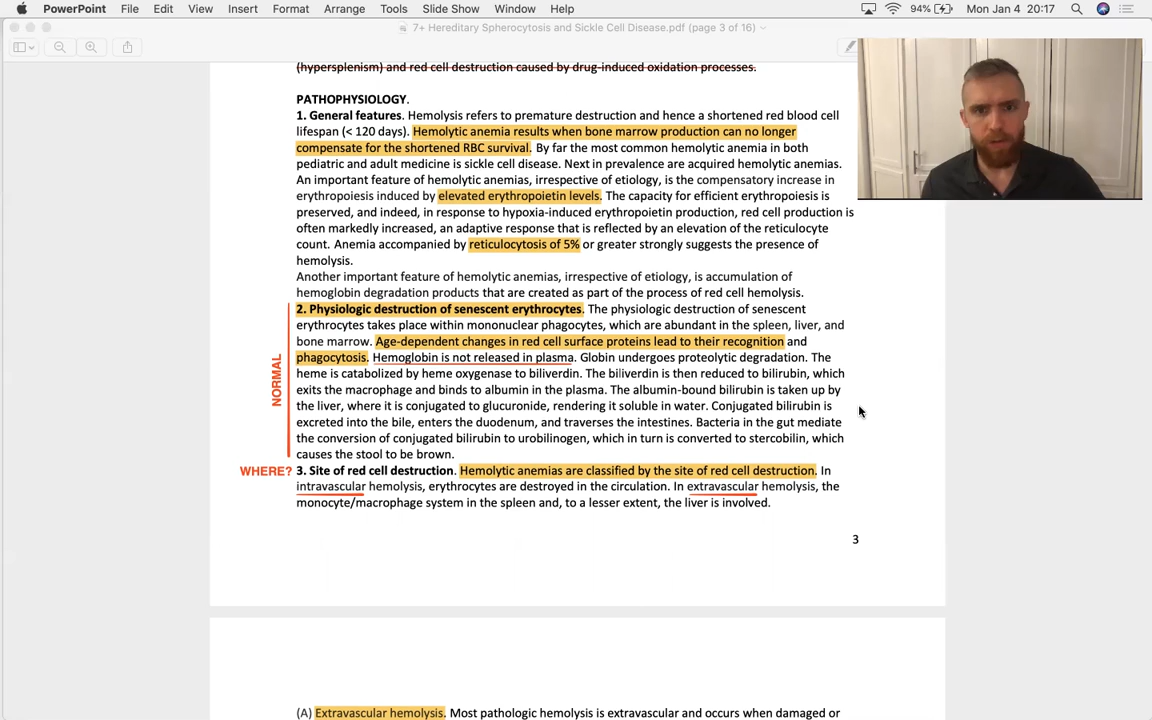 PowerPoint File Edit View Insert Format Arrange Tools Slide Show Window Help 94% Mon Jan 4 20:17
7+ Hereditary Spherocytosis and Sickle Cell Disease.pdf (page 3 of 16)
(hypersplenism) and red cell destruction caused by drug-induced oxidation processes.
PATHOPHYSIOLOGY.
1. General features. Hemolysis refers to premature destruction and hence a shortened red blood cell
lifespan (< 120 days). Hemolytic anemia results when bone marrow production can no longer
compensate for the shortened RBC survival. By far the most common hemolytic anemia in both
pediatric and adult medicine is sickle cell disease. Next in prevalence are acquired hemolytic anemias.
An important feature of hemolytic anemias, irrespective of etiology, is the compensatory increase in
erythropoiesis induced by elevated erythropoietin levels. The capacity for efficient erythropoiesis is
preserved, and indeed, in response to hypoxia-induced erythropoietin production, red cell production is
often markedly increased, an adaptive response that is reflected by an elevation of the reticulocyte
count. Anemia accompanied by reticulocytosis of 5% or greater strongly suggests the presence of
hemolysis.
Another important feature of hemolytic anemias, irrespective of etiology, is accumulation of
hemoglobin degradation products that are created as part of the process of red cell hemolysis.
2. Physiologic destruction of senescent erythrocytes. The physiologic destruction of senescent
erythrocytes takes place within mononuclear phagocytes, which are abundant in the spleen, liver, and
bone marrow. Age-dependent changes in red cell surface proteins lead to their recognition and
phagocytosis. Hemoglobin is not released in plasma. Globin undergoes proteolytic degradation. The
heme is catabolized by heme oxygenase to biliverdin. The biliverdin is then reduced to bilirubin, which
exits the macrophage and binds to albumin in the plasma. The albumin-bound bilirubin is taken up by
the liver, where it is conjugated to glucuronide, rendering it soluble in water. Conjugated bilirubin is
excreted into the bile, enters the duodenum, and traverses the intestines. Bacteria in the gut mediate
the conversion of conjugated bilirubin to urobilinogen, which in turn is converted to stercobilin, which
causes the stool to be brown.
NORMAL
WHERE? 3. Site of red cell destruction. Hemolytic anemias are classified by the site of red cell destruction. In
intravascular hemolysis, erythrocytes are destroyed in the circulation. In extravascular hemolysis, the
monocyte/macrophage system in the spleen and, to a lesser extent, the liver is involved.
3
(A) Extravascular hemolysis. Most pathologic hemolysis is extravascular and occurs when damaged or